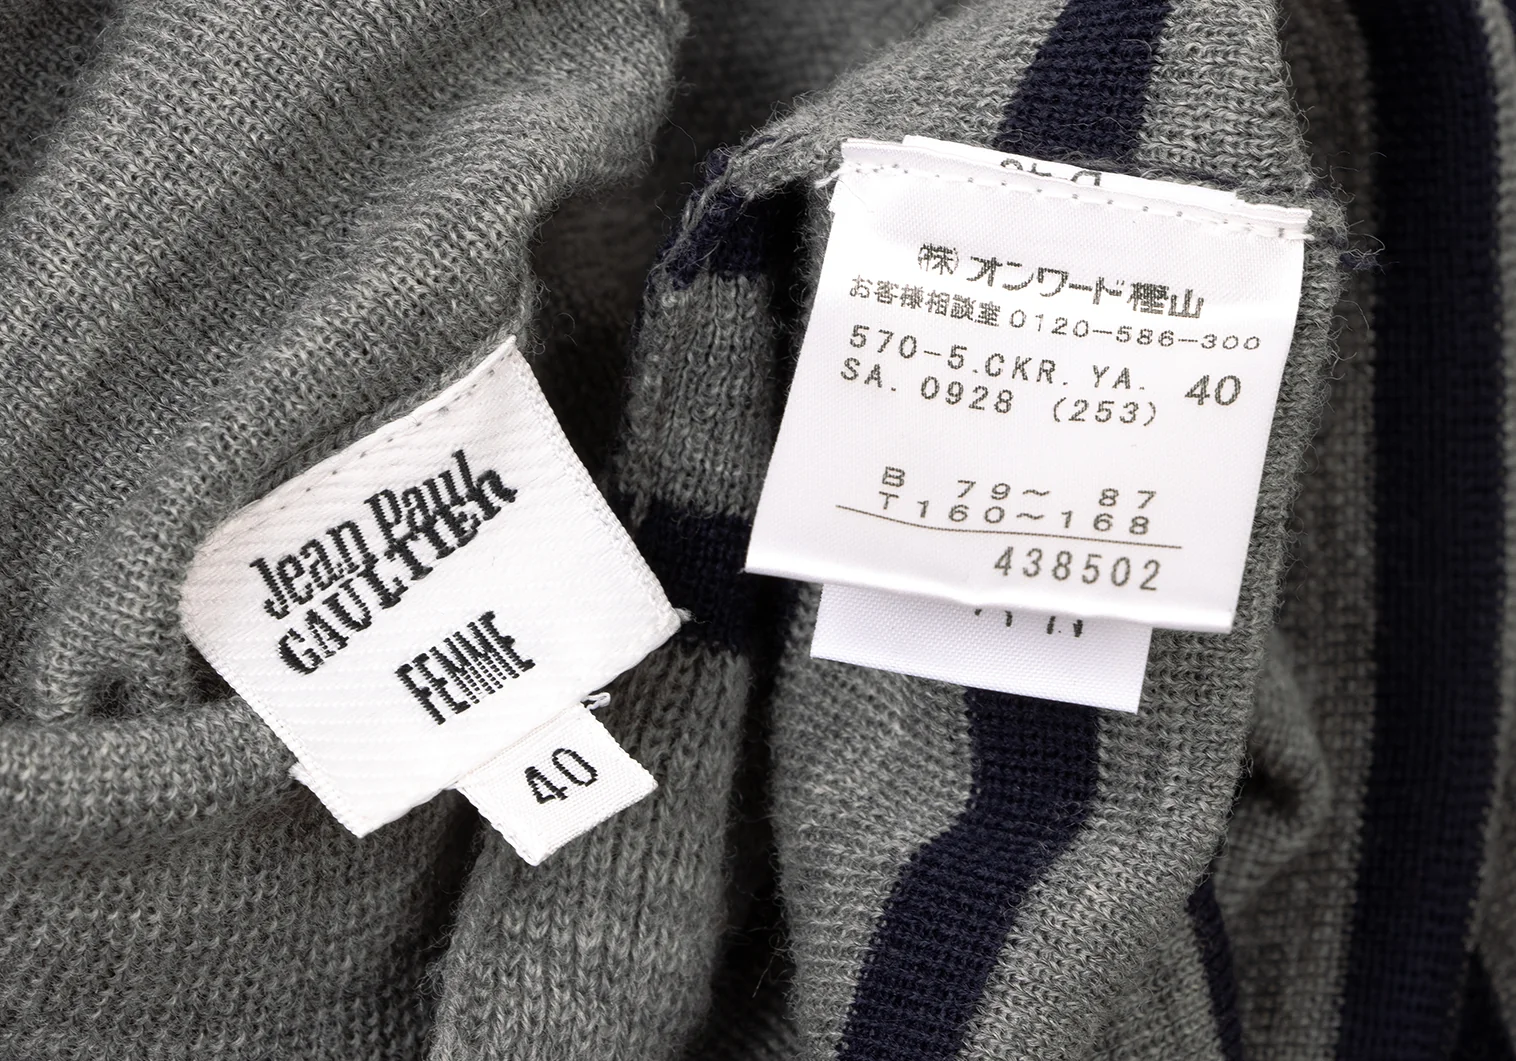 Jean Paul
GAULTIER
FEMME
40
㈱オンワード樫山
お客様相談室 0120-586-300
570-5.CKR. YA. 40
SA. 0928 (253)
B 79～ 87
T160～168
438502